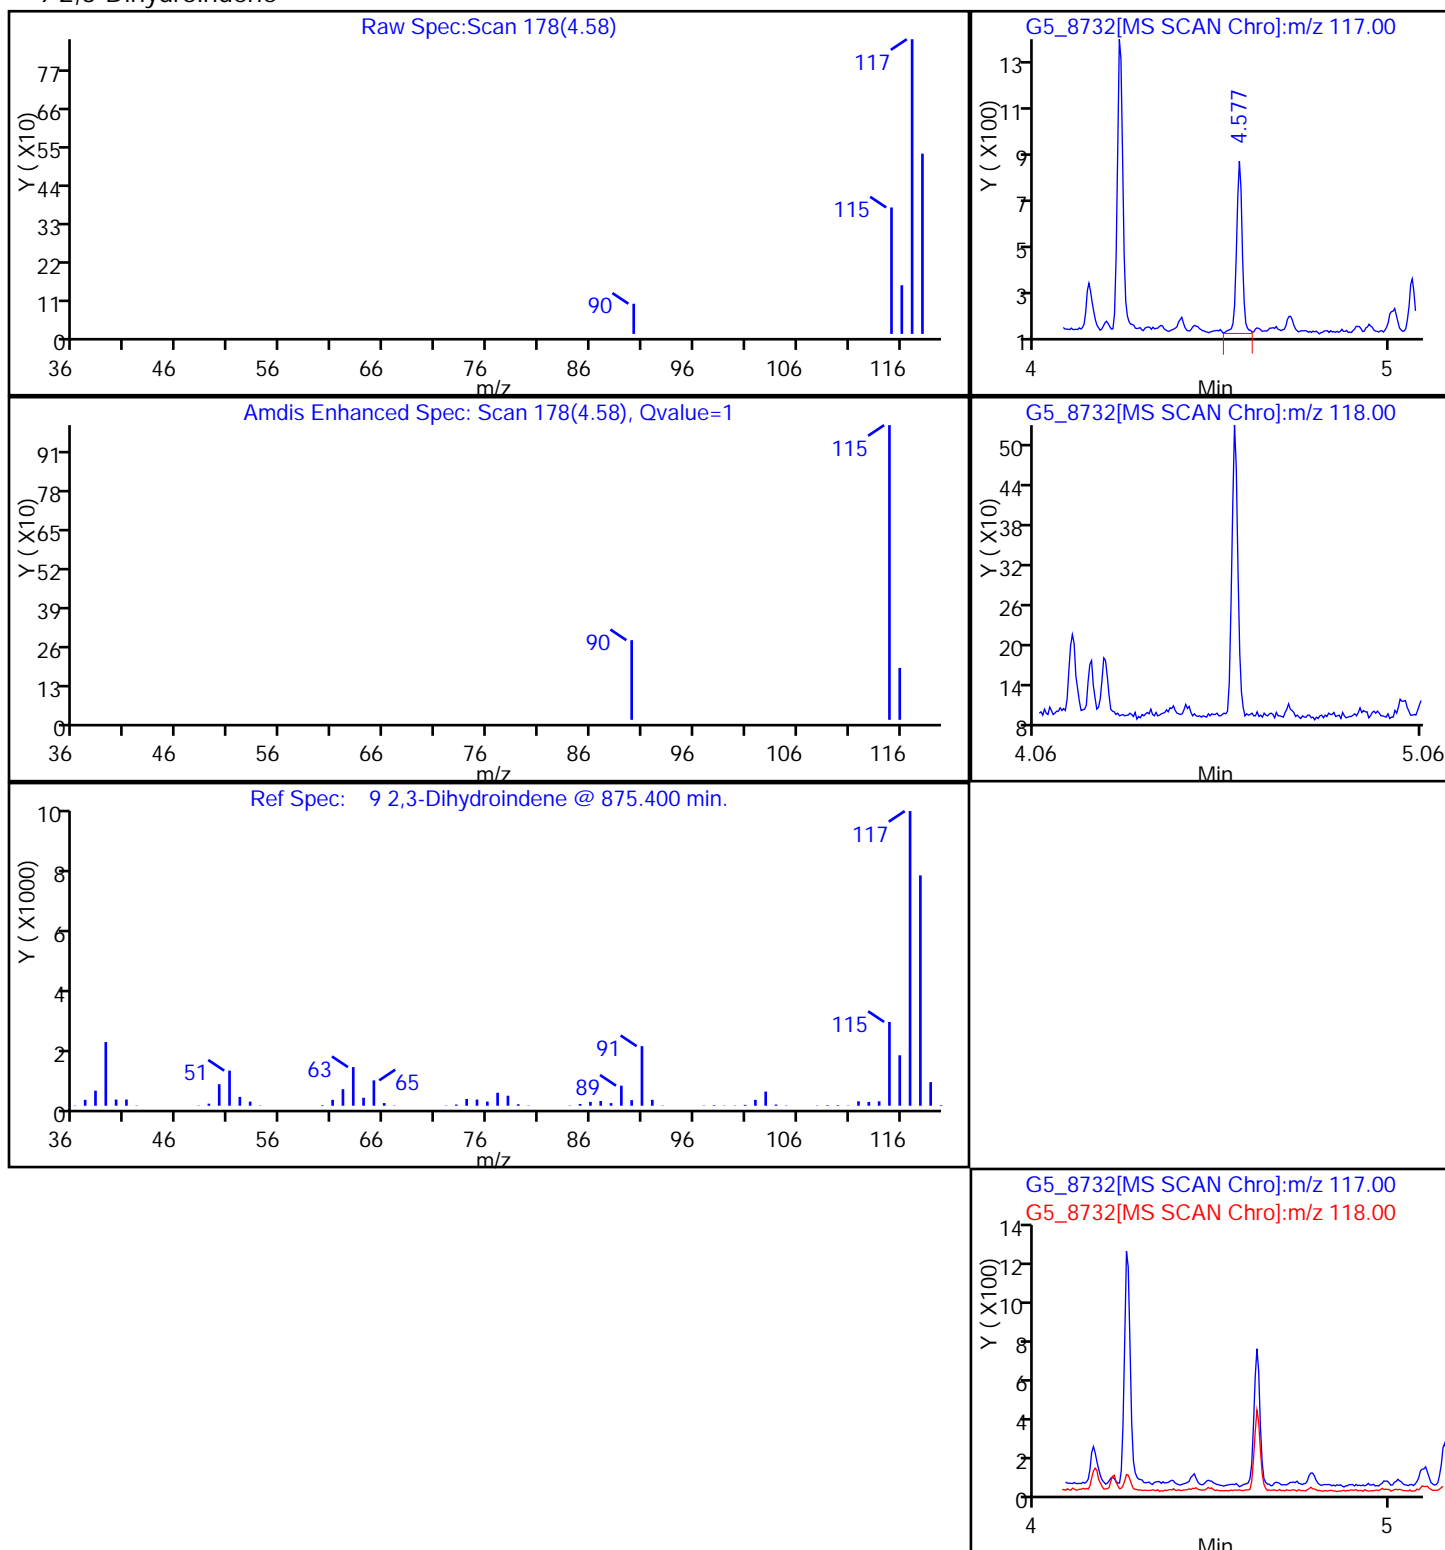 9 2,3-Dihydroindene
Raw Spec:Scan 178(4.58)
Y ( X10)
77
66
55
44
33
22
11
0
117
115
90
36 46 56 66 76 86 96 106 116
m/z
G5_8732[MS SCAN Chro]:m/z 117.00
Y ( X100)
13
11
9
7
5
3
1
4.577
4 5
Min
Amdis Enhanced Spec: Scan 178(4.58), Qvalue=1
Y ( X10)
91
78
65
52
39
26
13
0
115
90
36 46 56 66 76 86 96 106 116
m/z
G5_8732[MS SCAN Chro]:m/z 118.00
Y ( X10)
50
44
38
32
26
20
14
8
4.06 5.06
Min
Ref Spec: 9 2,3-Dihydroindene @ 875.400 min.
Y ( X1000)
10
8
6
4
2
0
117
115
91
89
65
63
51
36 46 56 66 76 86 96 106 116
m/z
G5_8732[MS SCAN Chro]:m/z 117.00
G5_8732[MS SCAN Chro]:m/z 118.00
Y ( X100)
14
12
10
8
6
4
2
0
4 5
Min